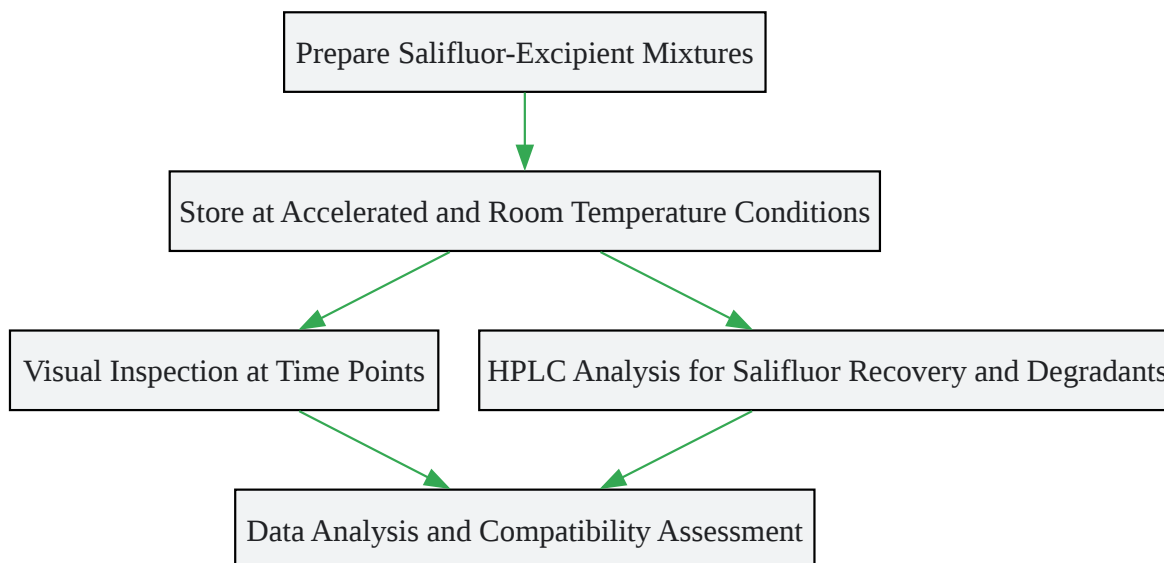 Prepare Salifluor-Excipient Mixtures
Store at Accelerated and Room Temperature Conditions
Visual Inspection at Time Points
HPLC Analysis for Salifluor Recovery and Degradants
Data Analysis and Compatibility Assessment